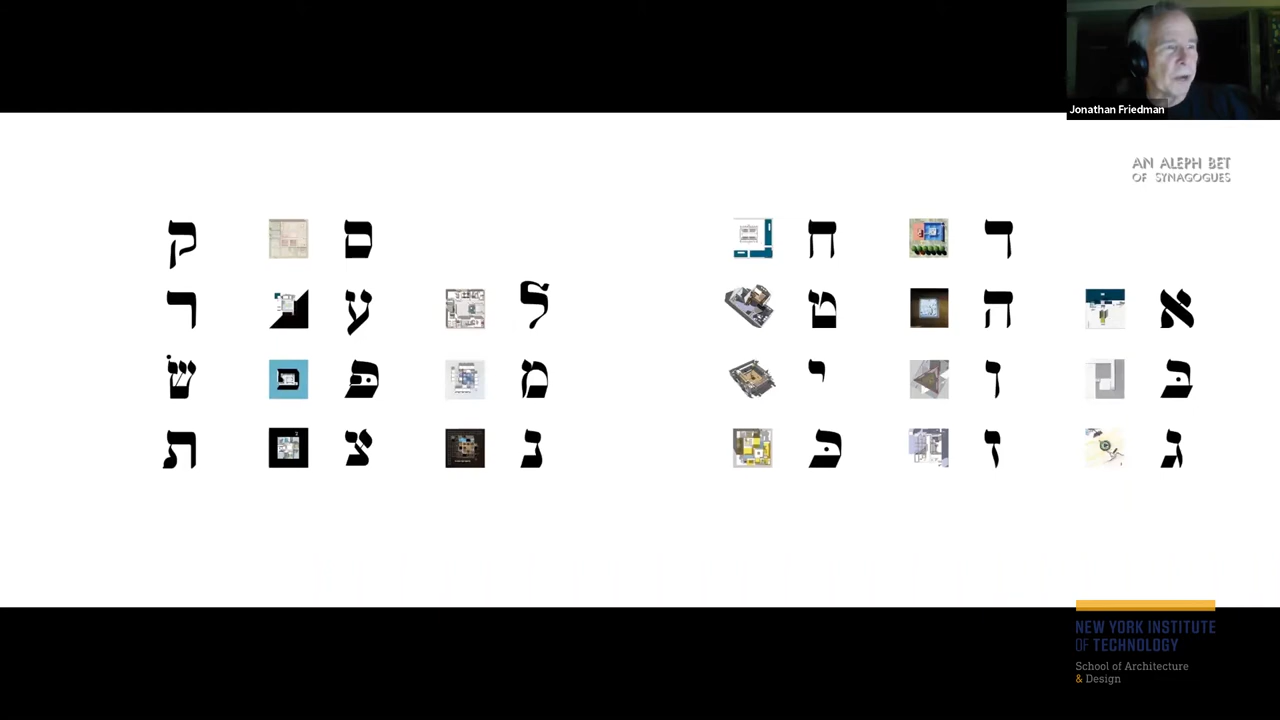 Jonathan Friedman
AN ALEPH BET
OF SYNAGOGUES
ד ח ס ק
א ה ט ל ע ר
בּ ו י מ פּ שׂ
ג ז כּ נ צ ת
NEW YORK INSTITUTE
OF TECHNOLOGY
School of Architecture
& Design